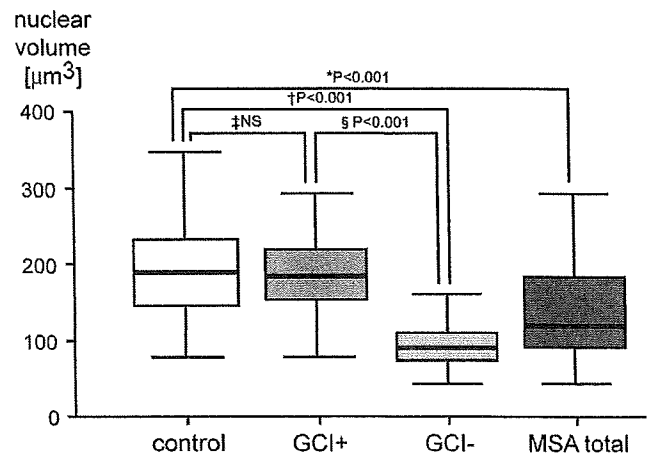 nuclear
volume
[µm³]
*P<0.001
†P<0.001
‡NS
§ P<0.001
400
300
200
100
0
control
GCI+
GCI-
MSA total